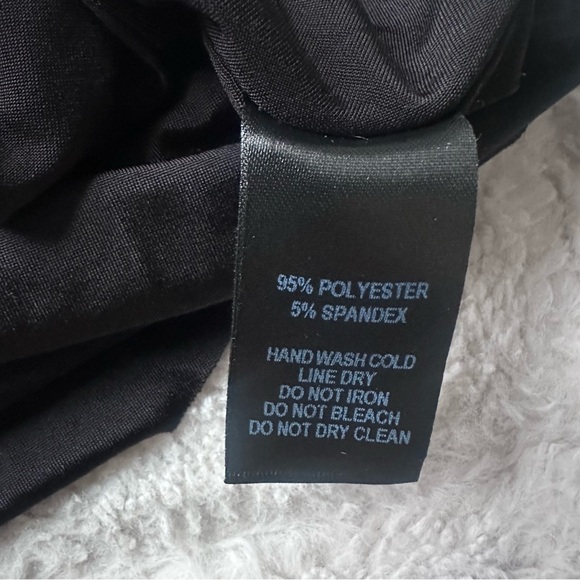 95% POLYESTER
5% SPANDEX
HAND WASH COLD
LINE DRY
DO NOT IRON
DO NOT BLEACH
DO NOT DRY CLEAN